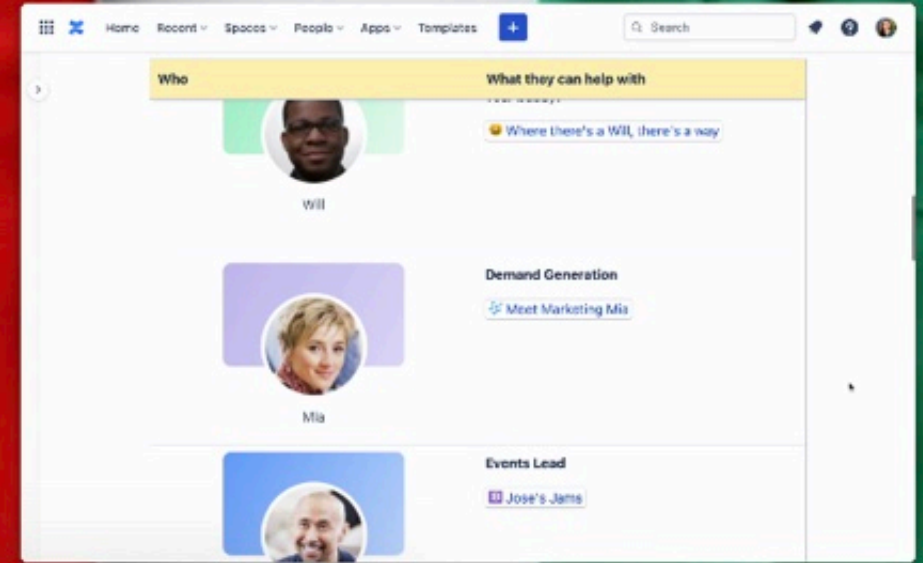 Home Recent Spaces People Apps Templates + Search
Who What they can help with
Where there's a Will, there's a way
Will
Demand Generation
Meet Marketing Mia
Mia
Events Lead
Jose's Jams